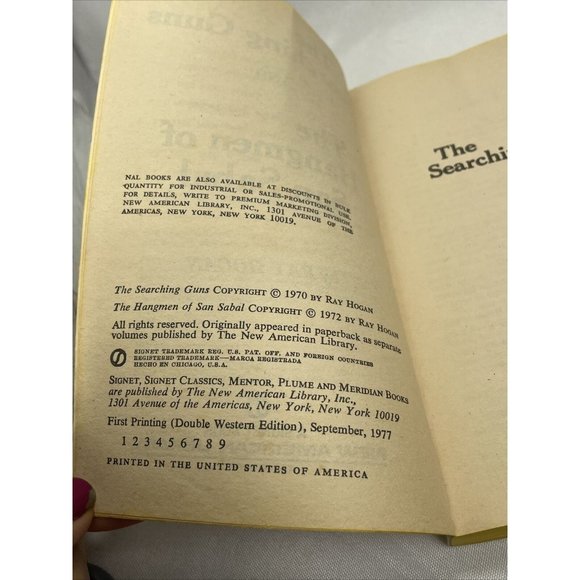 NAL BOOKS ARE ALSO AVAILABLE AT DISCOUNTS IN BULK
QUANTITY FOR INDUSTRIAL OR SALES-PROMOTIONAL USE.
FOR DETAILS, WRITE TO PREMIUM MARKETING DIVISION,
NEW AMERICAN LIBRARY, INC., 1301 AVENUE OF THE
AMERICAS, NEW YORK, NEW YORK 10019.
The Searching Guns COPYRIGHT © 1970 BY RAY HOGAN
The Hangmen of San Sabal COPYRIGHT © 1972 BY RAY HOGAN
All rights reserved. Originally appeared in paperback as separate
volumes published by The New American Library.
SIGNET TRADEMARK REG. U.S. PAT. OFF. AND FOREIGN COUNTRIES
REGISTERED TRADEMARK—MARCA REGISTRADA
HECHO EN CHICAGO, U.S.A.
SIGNET, SIGNET CLASSICS, MENTOR, PLUME AND MERIDIAN BOOKS
are published by The New American Library, Inc.,
1301 Avenue of the Americas, New York, New York 10019
First Printing (Double Western Edition), September, 1977
1 2 3 4 5 6 7 8 9
PRINTED IN THE UNITED STATES OF AMERICA
The
Searchi